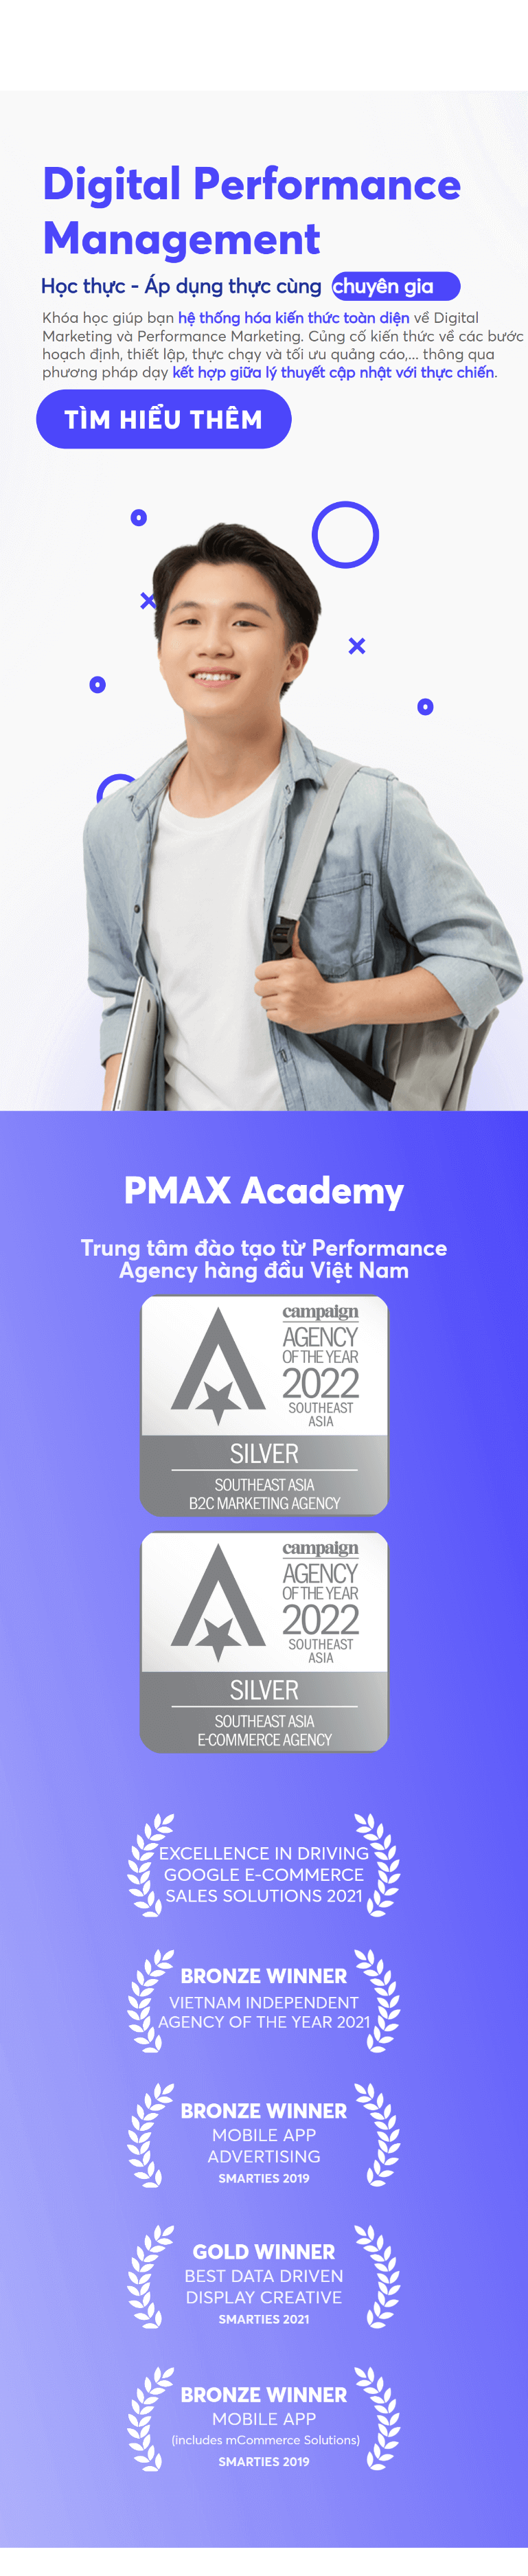 Digital Performance
Management
Học thực - Áp dụng thực cùng chuyên gia
Khóa học giúp bạn hệ thống hóa kiến thức toàn diện về Digital
Marketing và Performance Marketing. Củng cố kiến thức về các bước
hoạch định, thiết lập, thực chạy và tối ưu quảng cáo,... thông qua
phương pháp dạy kết hợp giữa lý thuyết cập nhật với thực chiến.
TÌM HIỂU THÊM
PMAX Academy
Trung tâm đào tạo từ Performance
Agency hàng đầu Việt Nam
campaign
AGENCY
OF THE YEAR
2022
SOUTHEAST
ASIA
SILVER
SOUTHEAST ASIA
B2C MARKETING AGENCY
campaign
AGENCY
OF THE YEAR
2022
SOUTHEAST
ASIA
SILVER
SOUTHEAST ASIA
E-COMMERCE AGENCY
EXCELLENCE IN DRIVING
GOOGLE E-COMMERCE
SALES SOLUTIONS 2021
BRONZE WINNER
VIETNAM INDEPENDENT
AGENCY OF THE YEAR 2021
BRONZE WINNER
MOBILE APP
ADVERTISING
SMARTIES 2019
GOLD WINNER
BEST DATA DRIVEN
DISPLAY CREATIVE
SMARTIES 2021
BRONZE WINNER
MOBILE APP
(includes mCommerce Solutions)
SMARTIES 2019